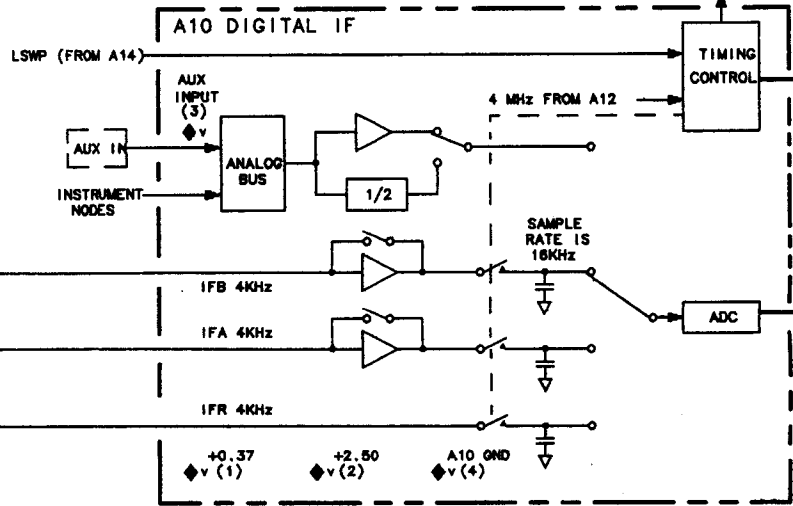 A10 DIGITAL IF
LSWP (FROM A14)
TIMING
CONTROL
AUX
INPUT
(3)
v
4 MHz FROM A12
AUX IN
ANALOG
BUS
1/2
INSTRUMENT
NODES
SAMPLE
RATE IS
16KHz
IFB 4KHz
ADC
IFA 4KHz
IFR 4KHz
+0.37
v (1)
+2.50
v (2)
A10 GND
v (4)